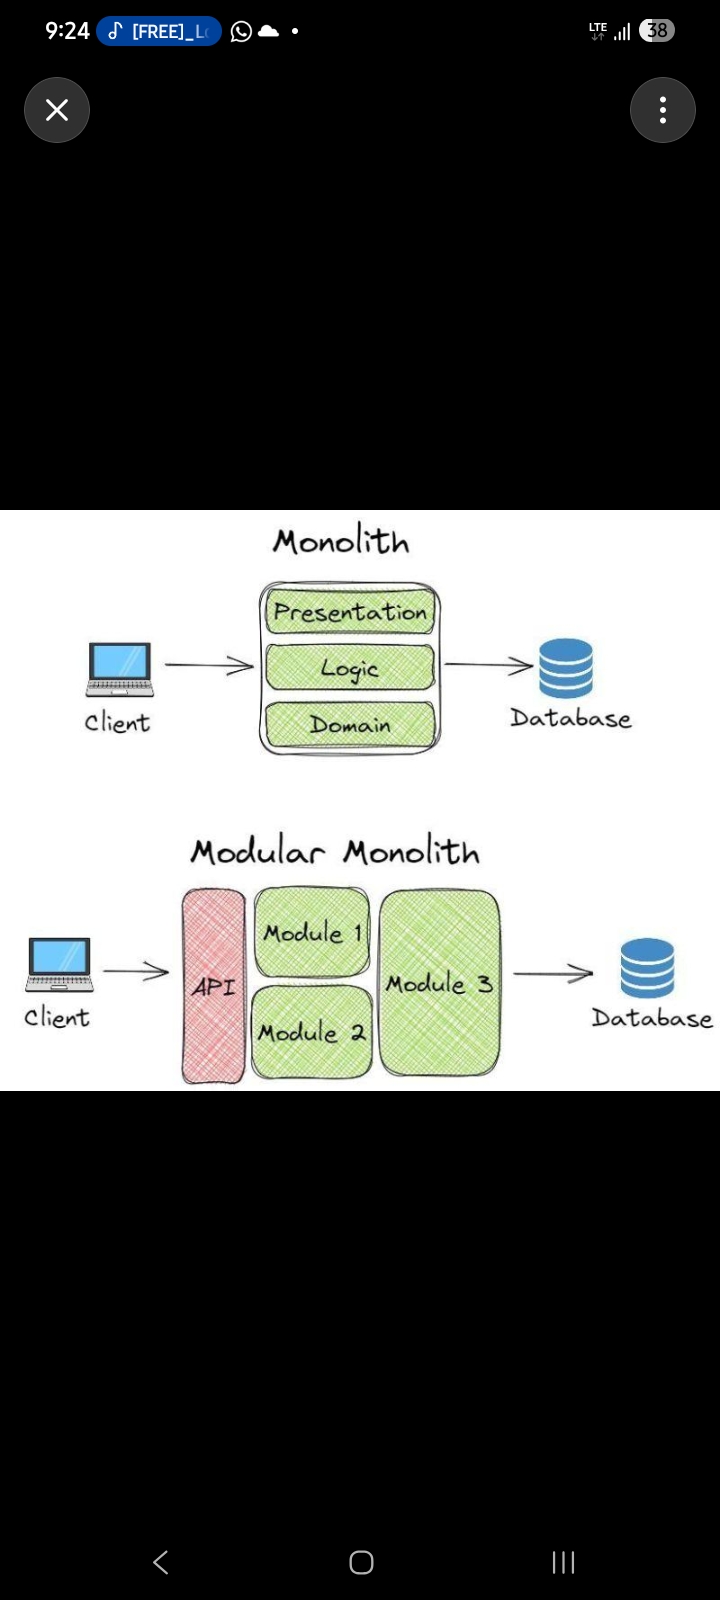 9:24 [FREE]_L
LTE
38
Monolith
Presentation
Logic
Domain
Client
Database
Modular Monolith
API
Module 1
Module 2
Module 3
Client
Database